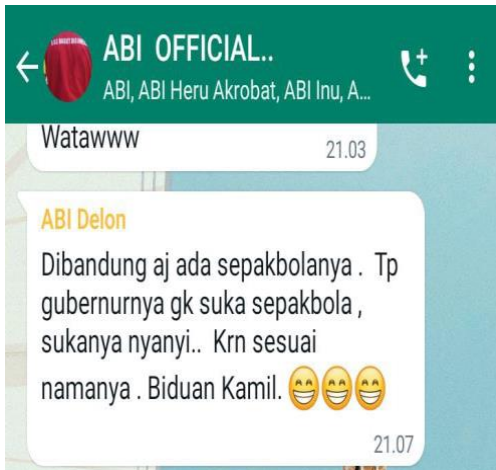 ABI OFFICIAL..
ABI, ABI Heru Akrobat, ABI Inu, A...
Watawww
21.03
ABI Delon
Dibandung aj ada sepakbolanya . Tp
gubernurnya gk suka sepakbola ,
sukanya nyanyi.. Krn sesuai
namanya . Biduan Kamil. 😁😁😁
21.07